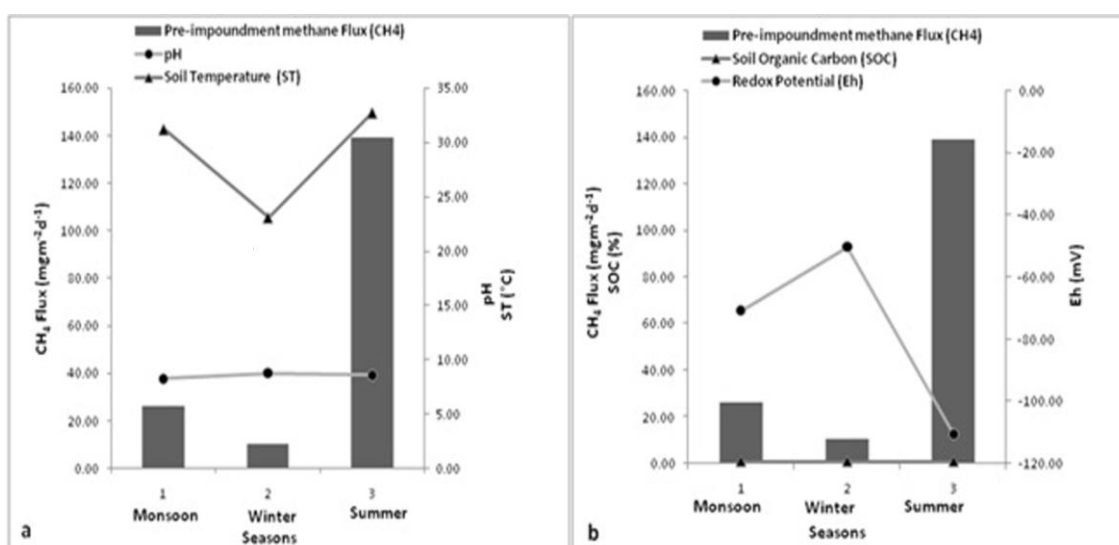 Pre-impoundment methane Flux (CH4)
pH
Soil Temperature (ST)
160.00
140.00
120.00
100.00
80.00
60.00
40.00
20.00
0.00
CH₄ Flux (mgm⁻²d⁻¹)
35.00
30.00
25.00
20.00
15.00
10.00
5.00
0.00
pH
ST (°C)
1 2 3
Monsoon Winter Summer
Seasons
a
Pre-impoundment methane Flux (CH4)
Soil Organic Carbon (SOC)
Redox Potential (Eh)
160.00
140.00
120.00
100.00
80.00
60.00
40.00
20.00
0.00
CH₄ Flux (mgm⁻²d⁻¹)
SOC (%)
0.00
-20.00
-40.00
-60.00
-80.00
-100.00
-120.00
Eh (mV)
1 2 3
Monsoon Winter Summer
Seasons
b